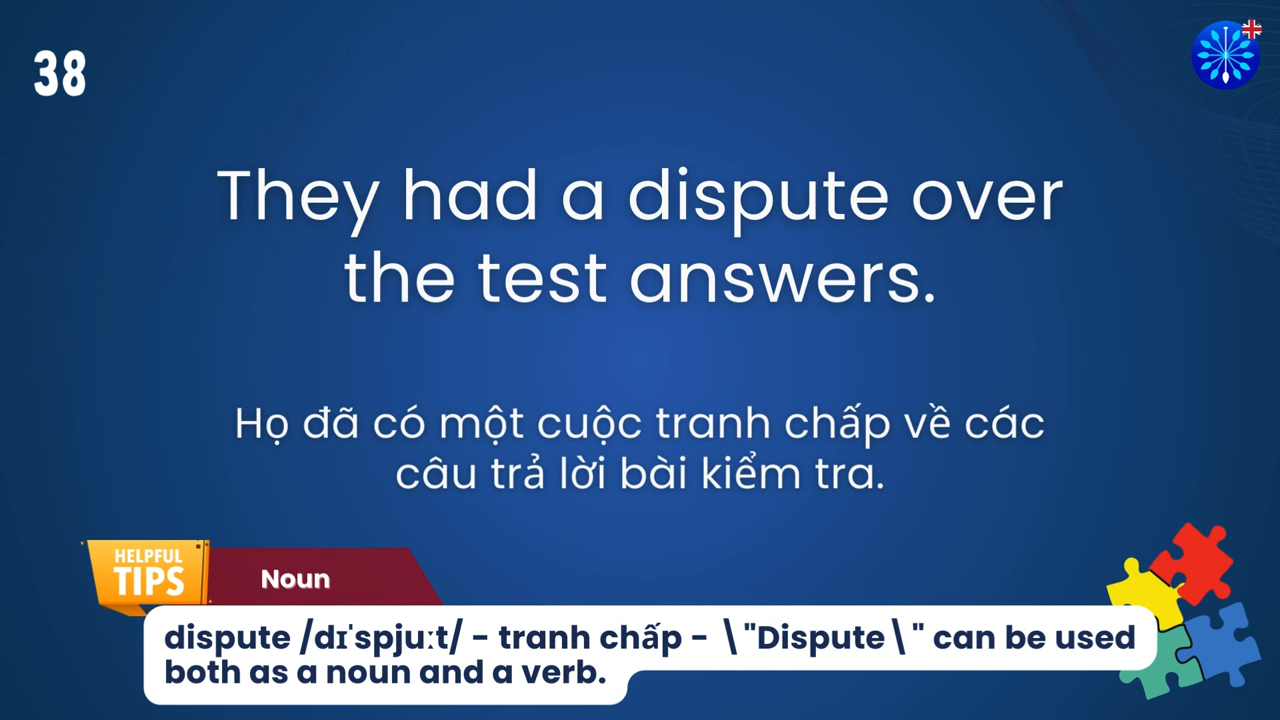 38
They had a dispute over
the test answers.
Họ đã có một cuộc tranh chấp về các
câu trả lời bài kiểm tra.
HELPFUL
TIPS
Noun
dispute /dɪˈspjuːt/ - tranh chấp - \"Dispute\" can be used
both as a noun and a verb.